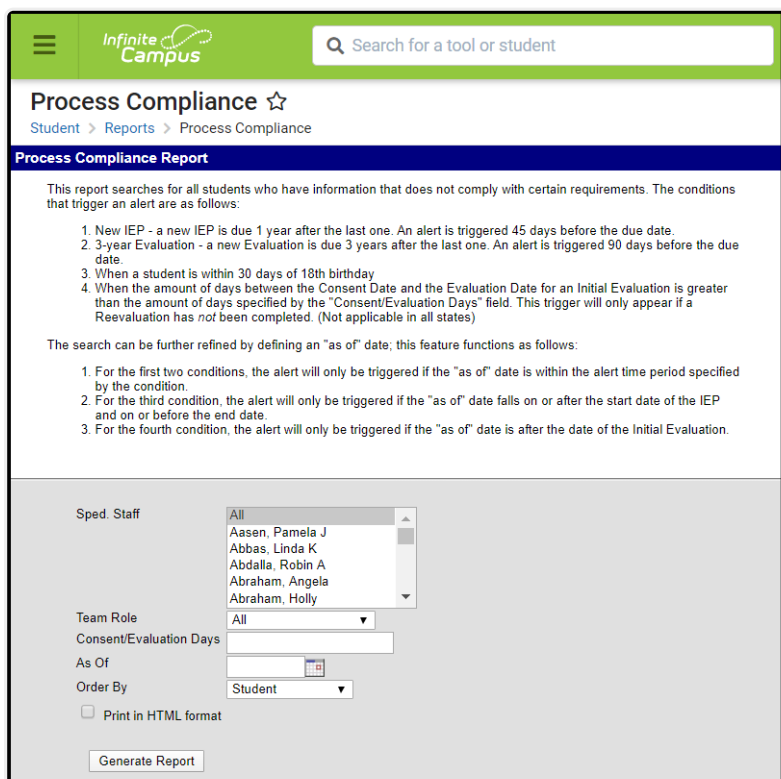 Infinite
Campus
Search for a tool or student
Process Compliance
Student > Reports > Process Compliance
Process Compliance Report
This report searches for all students who have information that does not comply with certain requirements. The conditions
that trigger an alert are as follows:
1. New IEP - a new IEP is due 1 year after the last one. An alert is triggered 45 days before the due date.
2. 3-year Evaluation - a new Evaluation is due 3 years after the last one. An alert is triggered 90 days before the due
date.
3. When a student is within 30 days of 18th birthday
4. When the amount of days between the Consent Date and the Evaluation Date for an Initial Evaluation is greater
than the amount of days specified by the "Consent/Evaluation Days" field. This trigger will only appear if a
Reevaluation has not been completed. (Not applicable in all states)
The search can be further refined by defining an "as of" date; this feature functions as follows:
1. For the first two conditions, the alert will only be triggered if the "as of" date is within the alert time period specified
by the condition.
2. For the third condition, the alert will only be triggered if the "as of" date falls on or after the start date of the IEP
and on or before the end date.
3. For the fourth condition, the alert will only be triggered if the "as of" date is after the date of the Initial Evaluation.
Sped. Staff
All
Aasen, Pamela J
Abbas, Linda K
Abdalla, Robin A
Abraham, Angela
Abraham, Holly
Team Role
All
Consent/Evaluation Days
As Of
Order By
Student
Print in HTML format
Generate Report